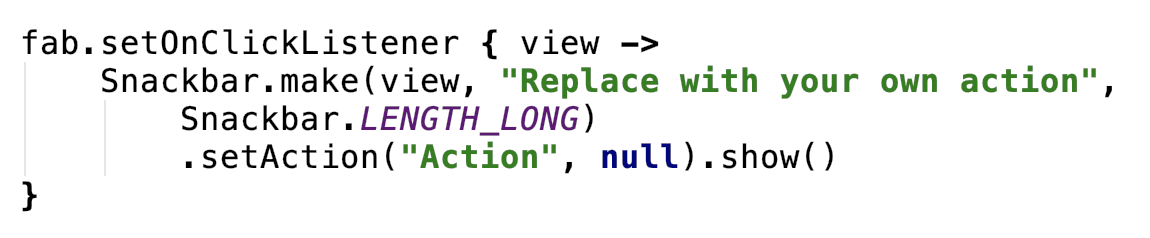 fab.setOnClickListener { view ->
    Snackbar.make(view, "Replace with your own action",
        Snackbar.LENGTH_LONG)
        .setAction("Action", null).show()
}